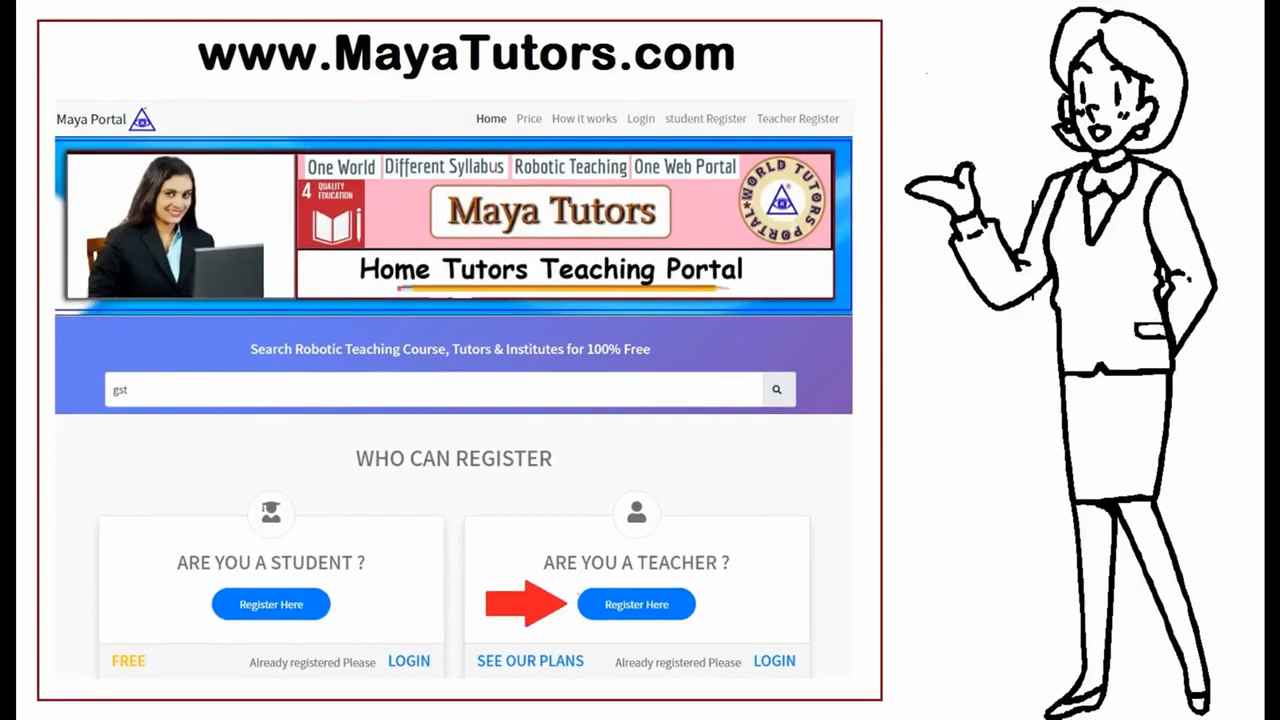 www.MayaTutors.com
Maya Portal
Home Price How it works Login student Register Teacher Register
One World Different Syllabus Robotic Teaching One Web Portal
4 QUALITY
EDUCATION
Maya Tutors
WORLD TUTORS PORTAL
Home Tutors Teaching Portal
Search Robotic Teaching Course, Tutors & Institutes for 100% Free
gst
WHO CAN REGISTER
ARE YOU A STUDENT ?
Register Here
FREE Already registered Please LOGIN
ARE YOU A TEACHER ?
Register Here
SEE OUR PLANS Already registered Please LOGIN